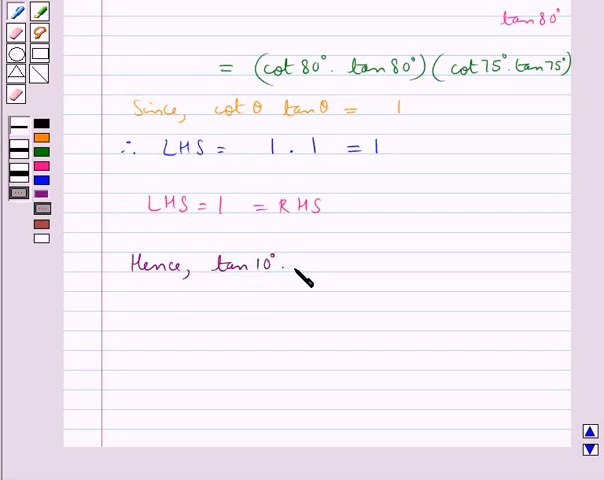 tan 80°
= (cot 80° . tan 80°) ( cot 75° . tan 75°)
Since, cot θ tan θ = 1
∴ LHS = 1 . 1 = 1
LHS = 1 = RHS
Hence, tan 10° .